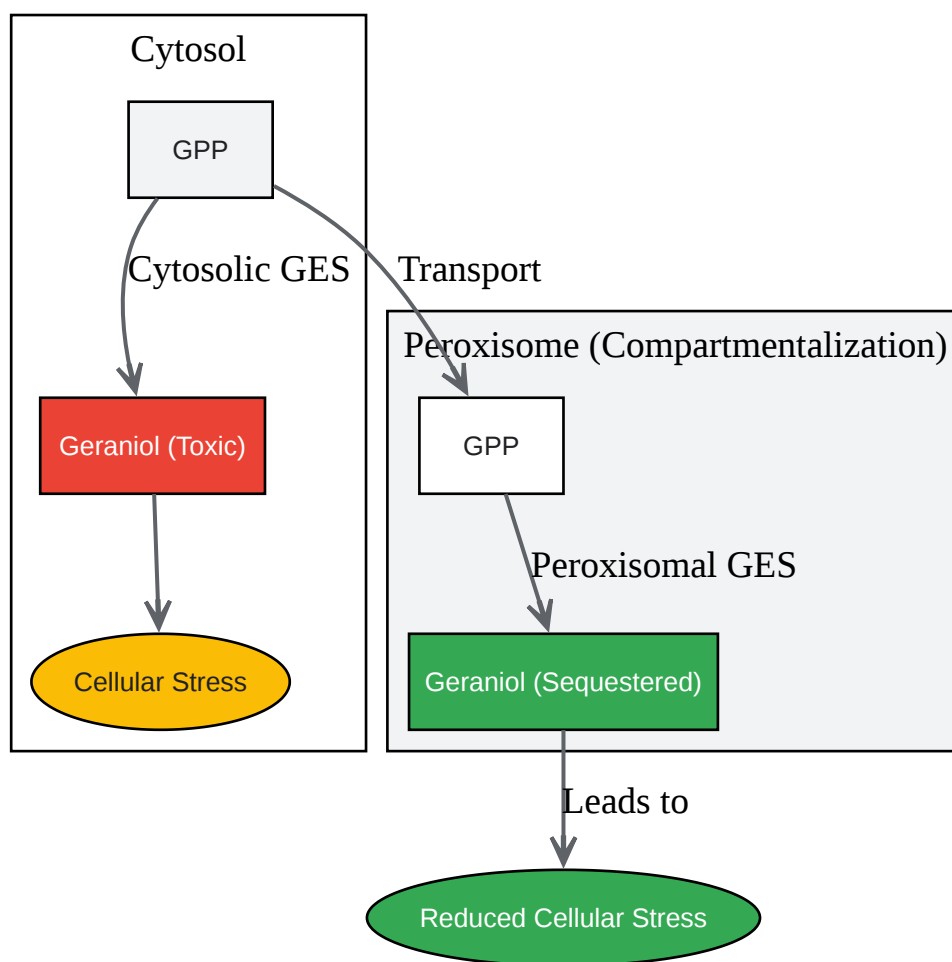 Cytosol
GPP
Cytosolic GES
Transport
Peroxisome (Compartmentalization)
Geraniol (Toxic)
GPP
Peroxisomal GES
Cellular Stress
Geraniol (Sequestered)
Leads to
Reduced Cellular Stress